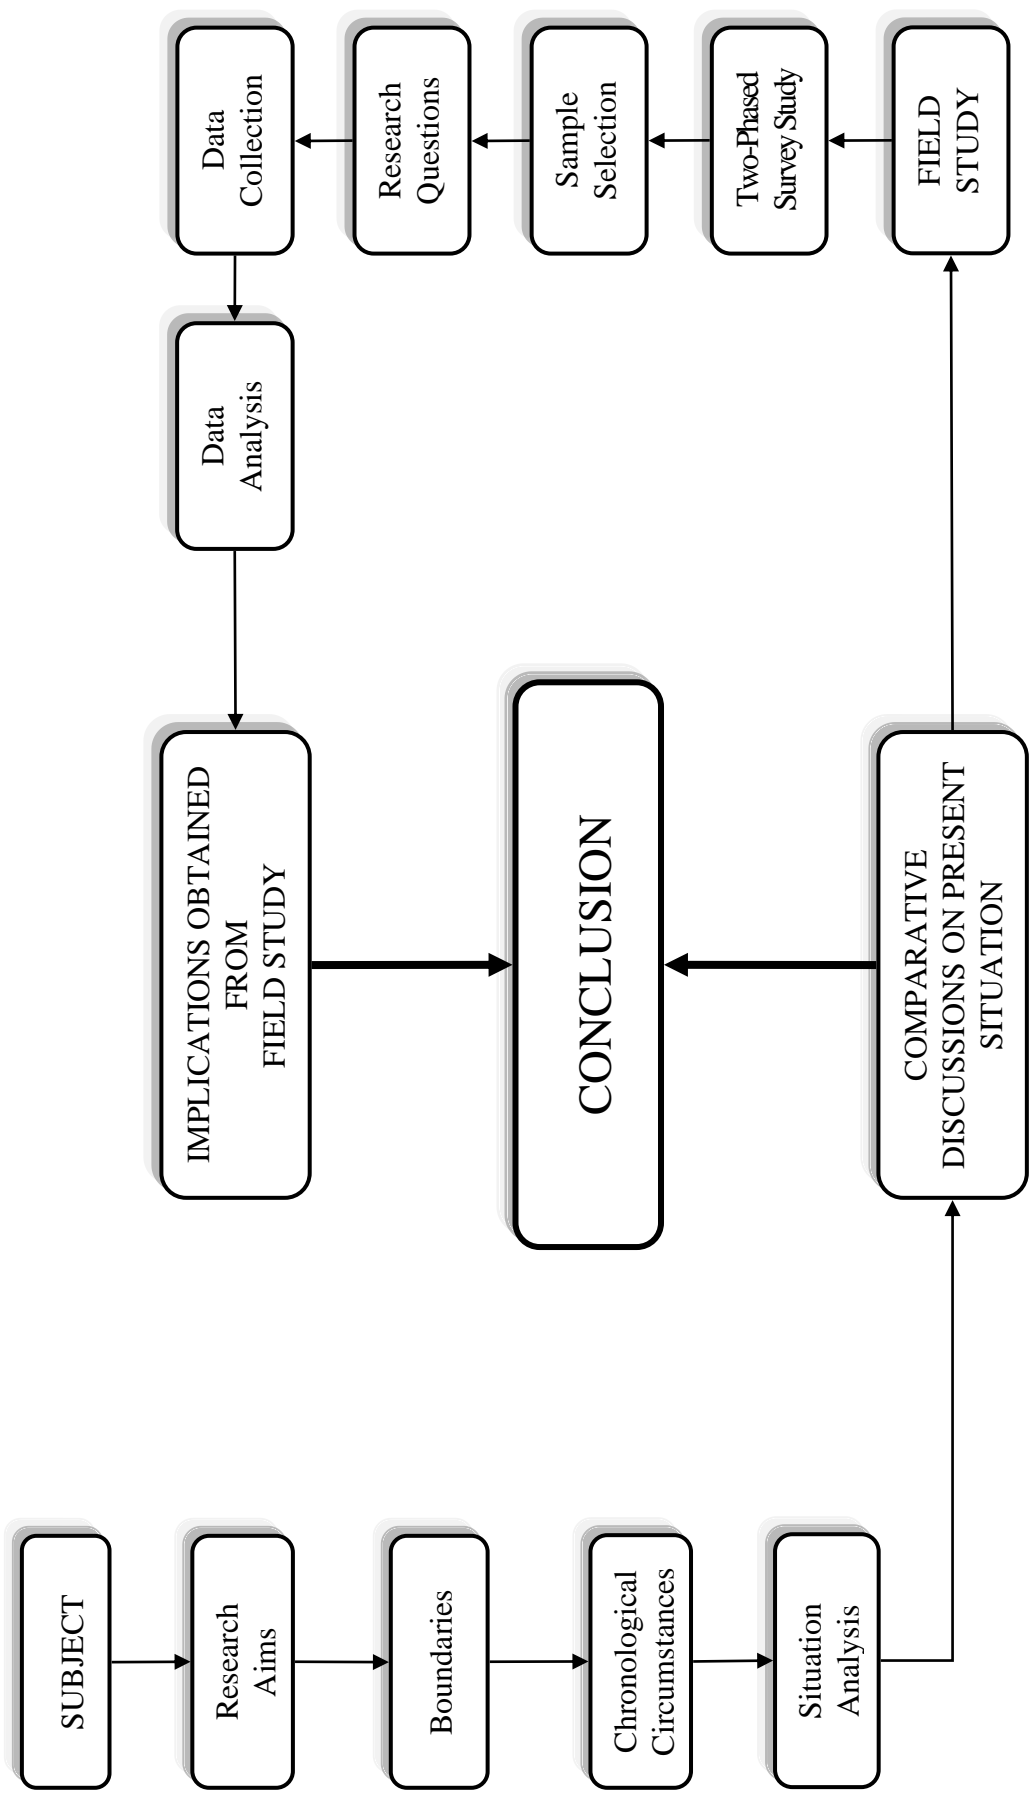 SUBJECT
Research
Aims
Boundaries
Chronological
Circumstances
Situation
Analysis
COMPARATIVE
DISCUSSIONS ON PRESENT
SITUATION
FIELD
STUDY
Two-Phased
Survey Study
Sample
Selection
Research
Questions
Data
Collection
Data
Analysis
IMPLICATIONS OBTAINED
FROM
FIELD STUDY
CONCLUSION